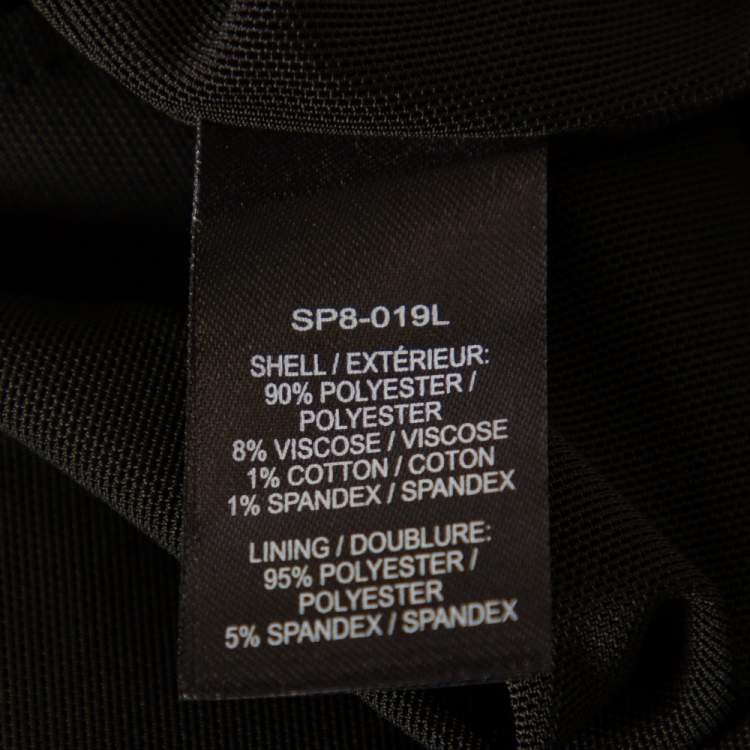 SP8-019L
SHELL / EXTÉRIEUR:
90% POLYESTER /
POLYESTER
8% VISCOSE / VISCOSE
1% COTTON / COTON
1% SPANDEX / SPANDEX
LINING / DOUBLURE:
95% POLYESTER /
POLYESTER
5% SPANDEX / SPANDEX